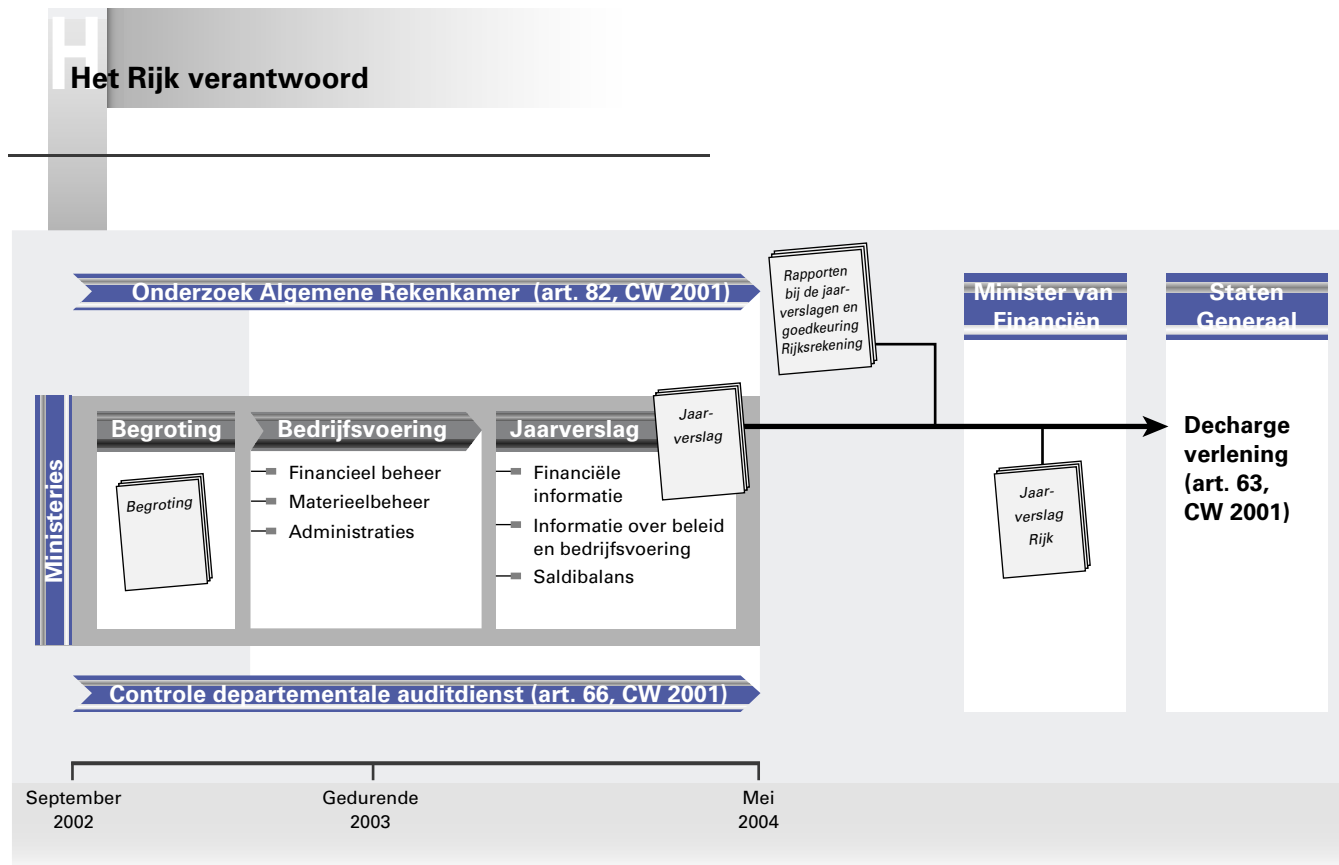 H
Het Rijk verantwoord
Onderzoek Algemene Rekenkamer (art. 82, CW 2001)
Rapporten
bij de jaar-
verslagen en
goedkeuring
Rijksrekening
Minister van
Financiën
Staten
Generaal
Ministeries
Begroting
Begroting
Bedrijfsvoering
Financieel beheer
Materieelbeheer
Administraties
Jaarverslag
Financiële
informatie
Informatie over beleid
en bedrijfsvoering
Saldibalans
Jaar-
verslag
Jaar-
verslag
Rijk
Decharge
verlening
(art. 63,
CW 2001)
Controle departementale auditdienst (art. 66, CW 2001)
September
2002
Gedurende
2003
Mei
2004